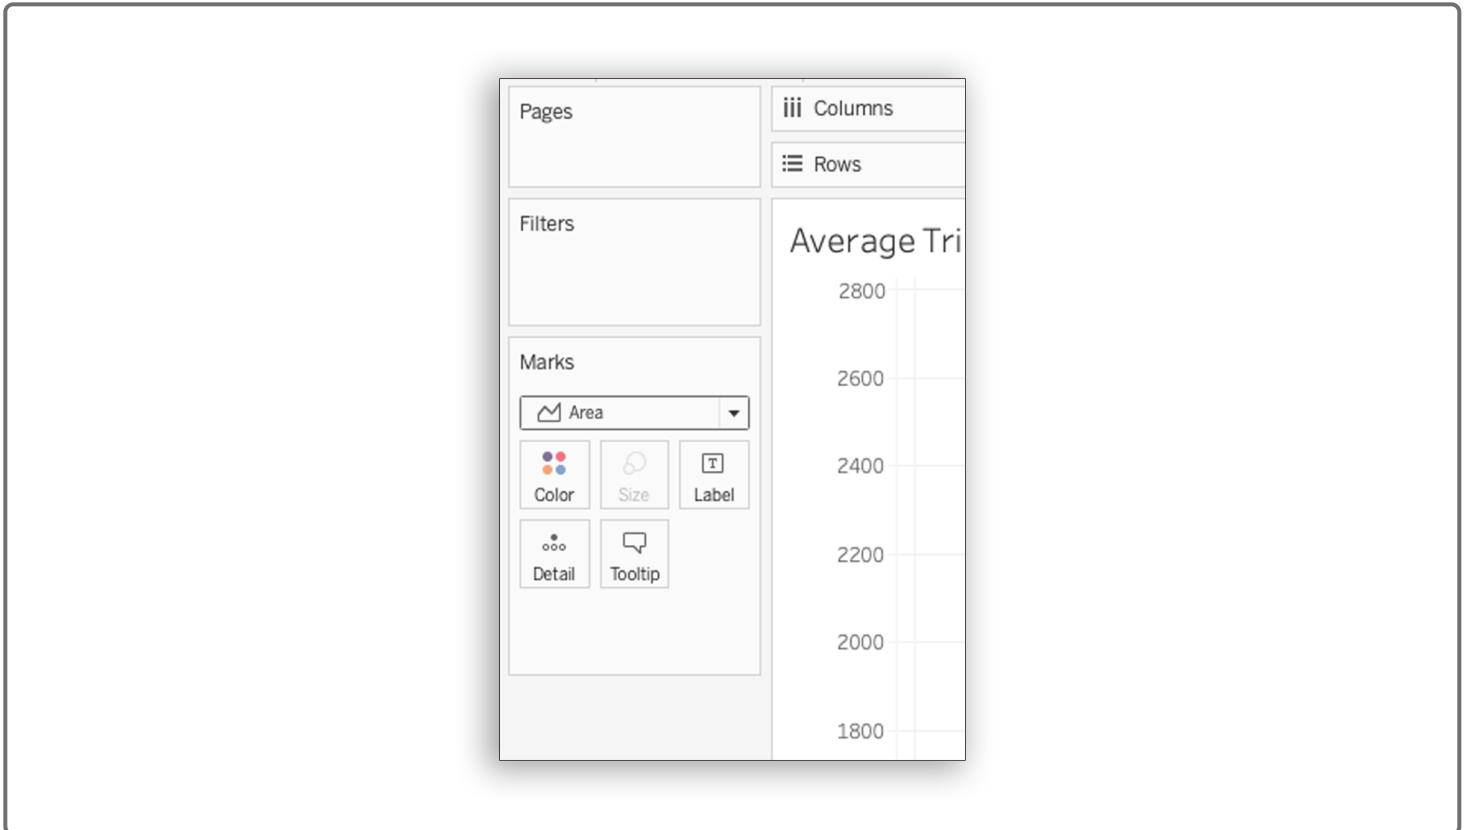 Pages
Columns
Rows
Filters
Average Tri
2800
2600
Marks
Area
2400
Color
Size
Label
2200
Detail
Tooltip
2000
1800